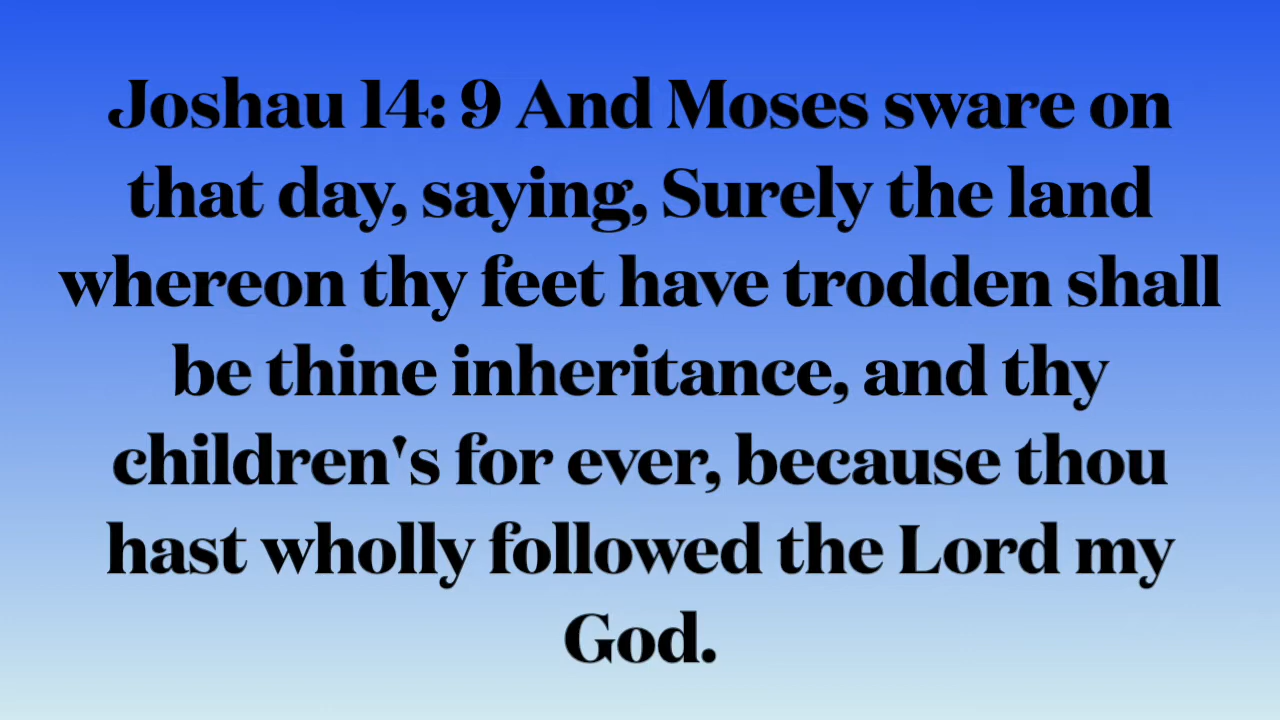 Joshau 14: 9 And Moses sware on
that day, saying, Surely the land
whereon thy feet have trodden shall
be thine inheritance, and thy
children's for ever, because thou
hast wholly followed the Lord my
God.